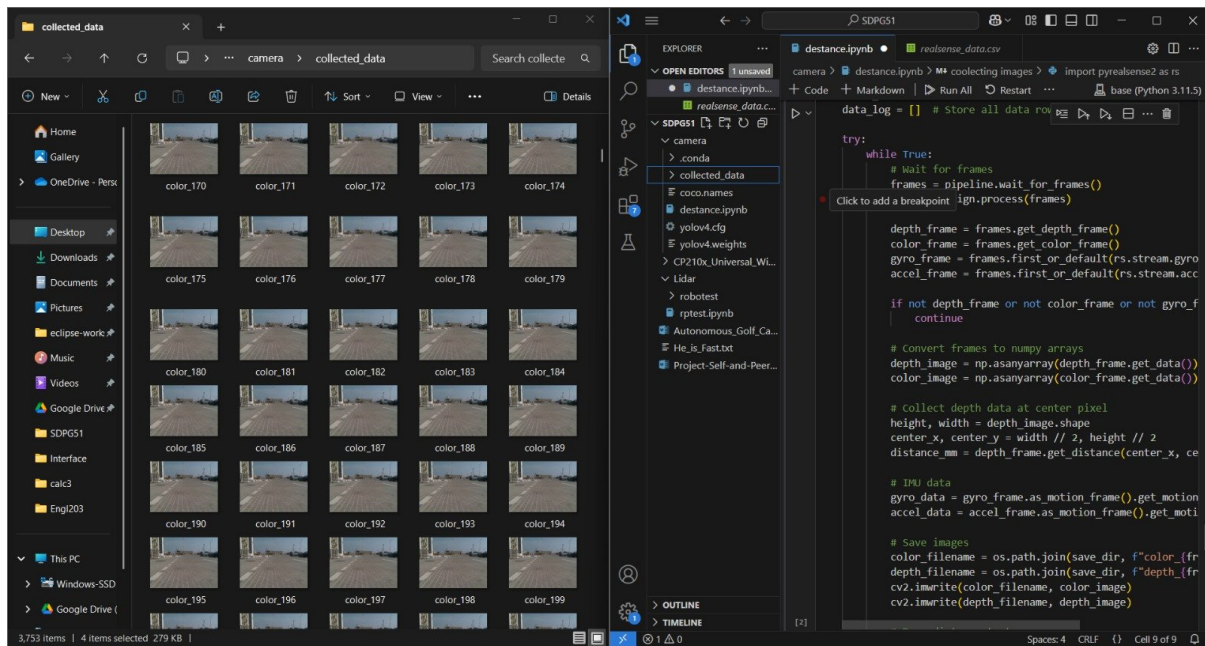 collected_data
camera > collected_data
Search collecte
New
Sort
View
Details
Home
Gallery
OneDrive - Persc
Desktop
Downloads
Documents
Pictures
eclipse-work
Music
Videos
Google Drive
SDPG51
Interface
calc3
Engl203
This PC
Windows-SSD
Google Drive (
color_170 color_171 color_172 color_173 color_174
color_175 color_176 color_177 color_178 color_179
color_180 color_181 color_182 color_183 color_184
color_185 color_186 color_187 color_188 color_189
color_190 color_191 color_192 color_193 color_194
color_195 color_196 color_197 color_198 color_199
3,753 items | 4 items selected 279 KB |
SDPG51
EXPLORER
OPEN EDITORS 1 unsaved
destance.ipynb...
realsense_data.c...
SDPG51
camera
.conda
collected_data
coco.names
destance.ipynb
yolov4.cfg
yolov4.weights
CP210x_Universal_Wi...
Lidar
robotest
rptest.ipynb
Autonomous_Golf_Ca...
He_is_Fast.txt
Project-Self-and-Peer...
OUTLINE
TIMELINE
7
1
1
destance.ipynb
realsense_data.csv
camera > destance.ipynb > M↓ coolecting images > import pyrealsense2 as rs
+ Code + Markdown Run All Restart ... base (Python 3.11.5)
data_log = [] # Store all data rov
try:
while True:
# Wait for frames
frames = pipeline.wait_for_frames()
Click to add a breakpoint
ign.process(frames)
depth_frame = frames.get_depth_frame()
color_frame = frames.get_color_frame()
gyro_frame = frames.first_or_default(rs.stream.gyro
accel_frame = frames.first_or_default(rs.stream.acc
if not depth_frame or not color_frame or not gyro_f
continue
# Convert frames to numpy arrays
depth_image = np.asanyarray(depth_frame.get_data())
color_image = np.asanyarray(color_frame.get_data())
# Collect depth data at center pixel
height, width = depth_image.shape
center_x, center_y = width // 2, height // 2
distance_mm = depth_frame.get_distance(center_x, ce
# IMU data
gyro_data = gyro_frame.as_motion_frame().get_motion
accel_data = accel_frame.as_motion_frame().get_moti
# Save images
color_filename = os.path.join(save_dir, f"color_{fr
depth_filename = os.path.join(save_dir, f"depth_{fr
cv2.imwrite(color_filename, color_image)
cv2.imwrite(depth_filename, depth_image)
[2]
1 0
Spaces: 4 CRLF {} Cell 9 of 9